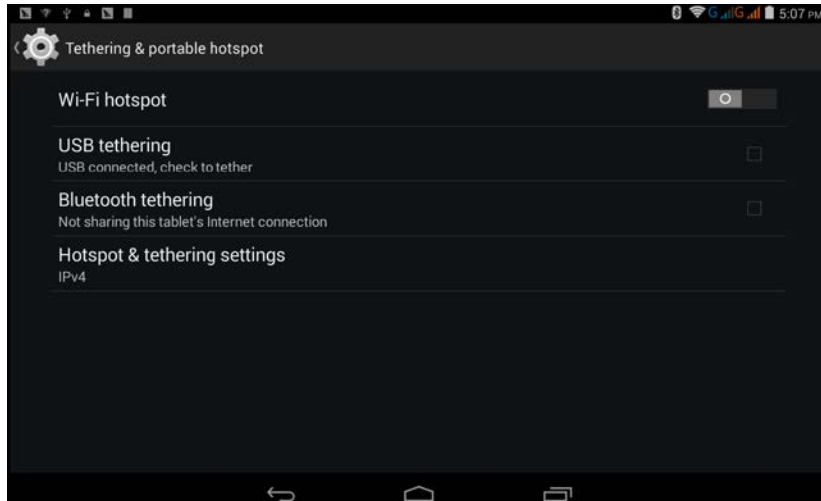 G G 5:07 PM
Tethering & portable hotspot
Wi-Fi hotspot
USB tethering
USB connected, check to tether
Bluetooth tethering
Not sharing this tablet's Internet connection
Hotspot & tethering settings
IPv4